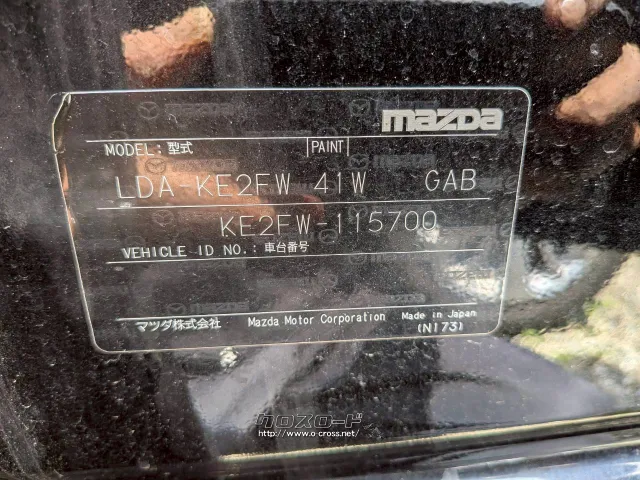 mazda
MODEL: 型式 PAINT
LDA-KE2FW 41W GAB
KE2FW-115700
VEHICLE ID NO.: 車台番号
マツダ株式会社 Mazda Motor Corporation Made in Japan
(N173)
クロスロード
http://www.o-cross.net/